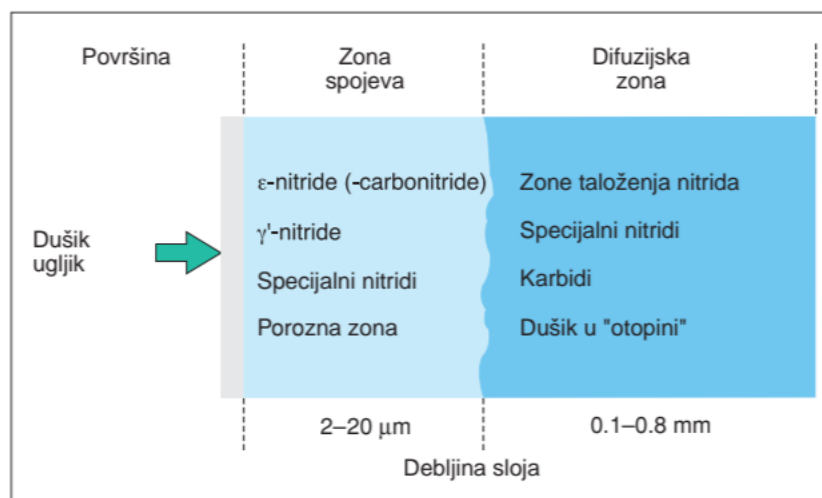 Površina
Zona
spojeva
Difuzijska
zona
Dušik
ugljik
ε-nitride (-carbonitride)
γ'-nitride
Specijalni nitridi
Porozna zona
Zone taloženja nitrida
Specijalni nitridi
Karbidi
Dušik u "otopini"
2–20 μm
0.1–0.8 mm
Debljina sloja